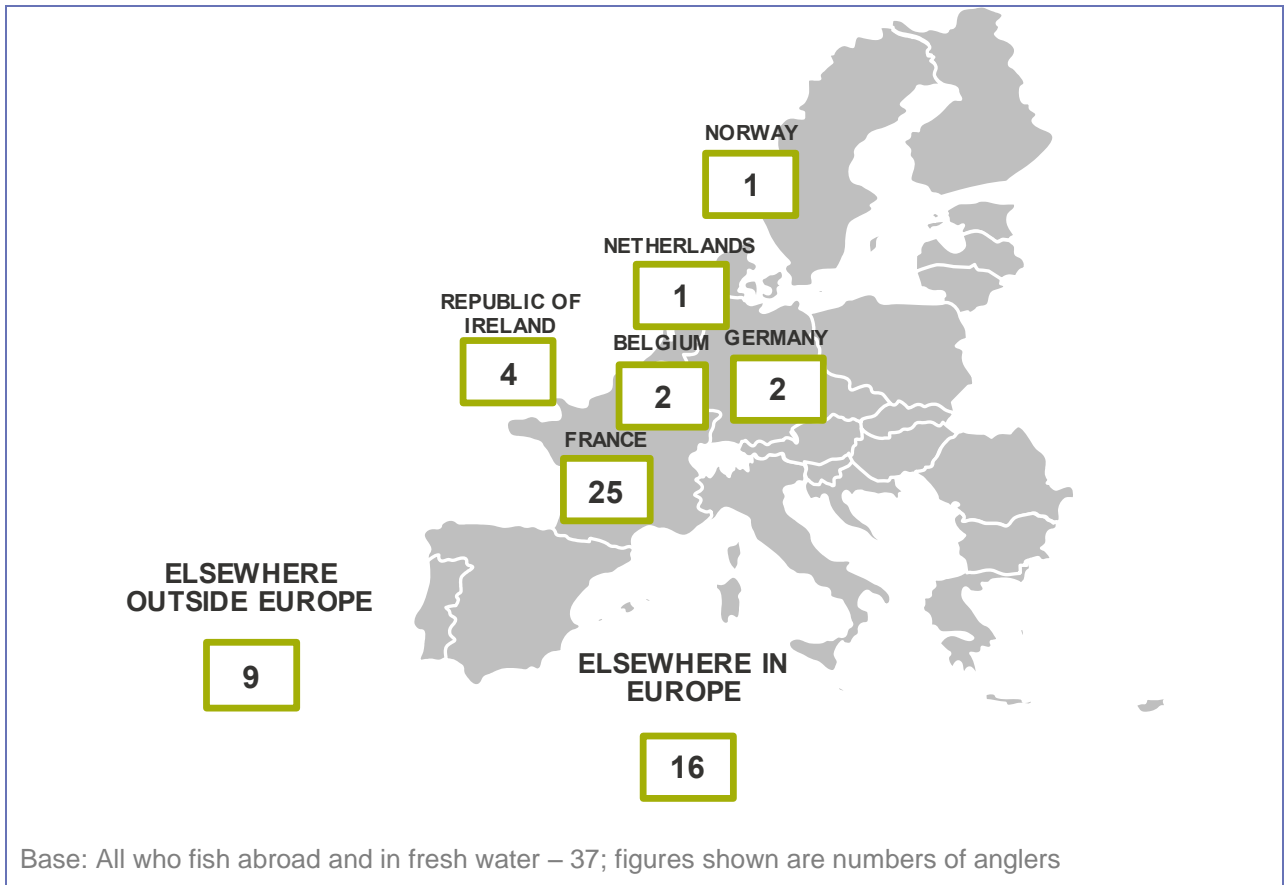 NORWAY
1
NETHERLANDS
1
REPUBLIC OF
IRELAND
4
BELGIUM
2
GERMANY
2
FRANCE
25
ELSEWHERE
OUTSIDE EUROPE
9
ELSEWHERE IN
EUROPE
16
Base: All who fish abroad and in fresh water – 37; figures shown are numbers of anglers